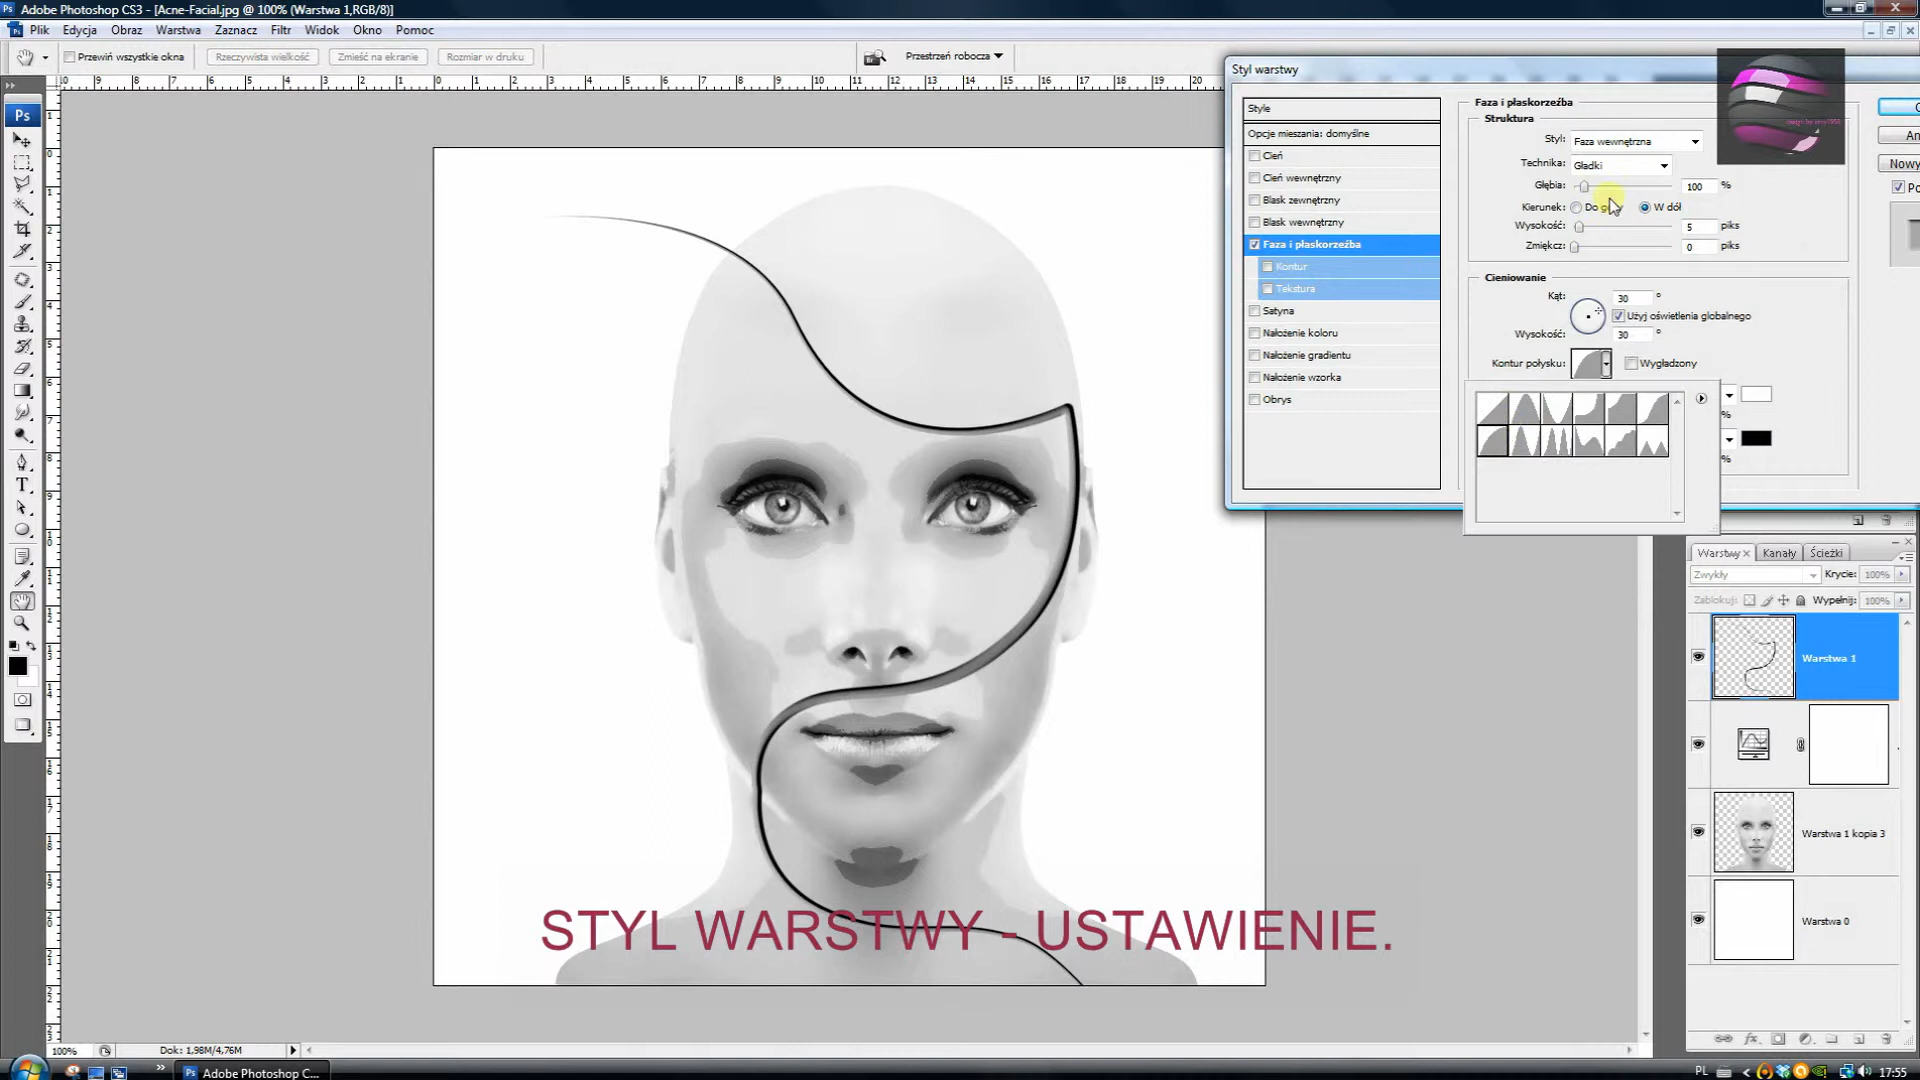 Adobe Photoshop CS3 - [Acne-Facial.jpg @ 100% (Warstwa 1,RGB/8)]
Plik Edycja Obraz Warstwa Zaznacz Filtr Widok Okno Pomoc
Przewiń wszystkie okna Rzeczywista wielkość Zmieść na ekranie Rozmiar w druku Przestrzeń robocza
Styl warstwy
Style
Opcje mieszania: domyślne
Cień
Cień wewnętrzny
Blask zewnętrzny
Blask wewnętrzny
Faza i płaskorzeźba
Kontur
Tekstura
Satyna
Nałożenie koloru
Nałożenie gradientu
Nałożenie wzorka
Obrys
Faza i płaskorzeźba
Struktura
Styl: Faza wewnętrzna
Technika: Gładki
Głębia: 100 %
Kierunek: W dół
Wysokość: 5 piks
Zmiękcz: 0 piks
Cieniowanie
Kąt: 30 °
Użyj oświetlenia globalnego
Wysokość: 30 °
Kontur połysku: Wygładzony
%
%
Nowy
Warstwy Kanały Ścieżki
Zwykły Krycie: 100%
Zablokuj: Wypełnij: 100%
Warstwa 1
Warstwa 1 kopia 3
Warstwa 0
STYL WARSTWY - USTAWIENIE.
100% Dok: 1,98M/4,76M
Adobe Photoshop C...
PL 17:55